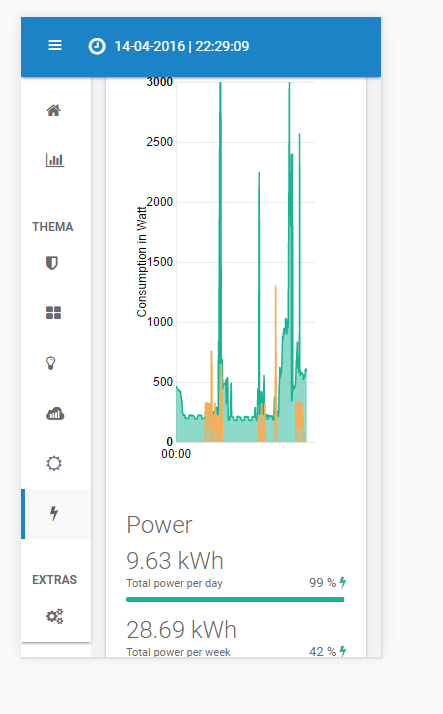 14-04-2016 | 22:29:09
THEMA
EXTRAS
Consumption in Watt
3000
2500
2000
1500
1000
500
0
00:00
Power
9.63 kWh
Total power per day 99 %
28.69 kWh
Total power per week 42 %